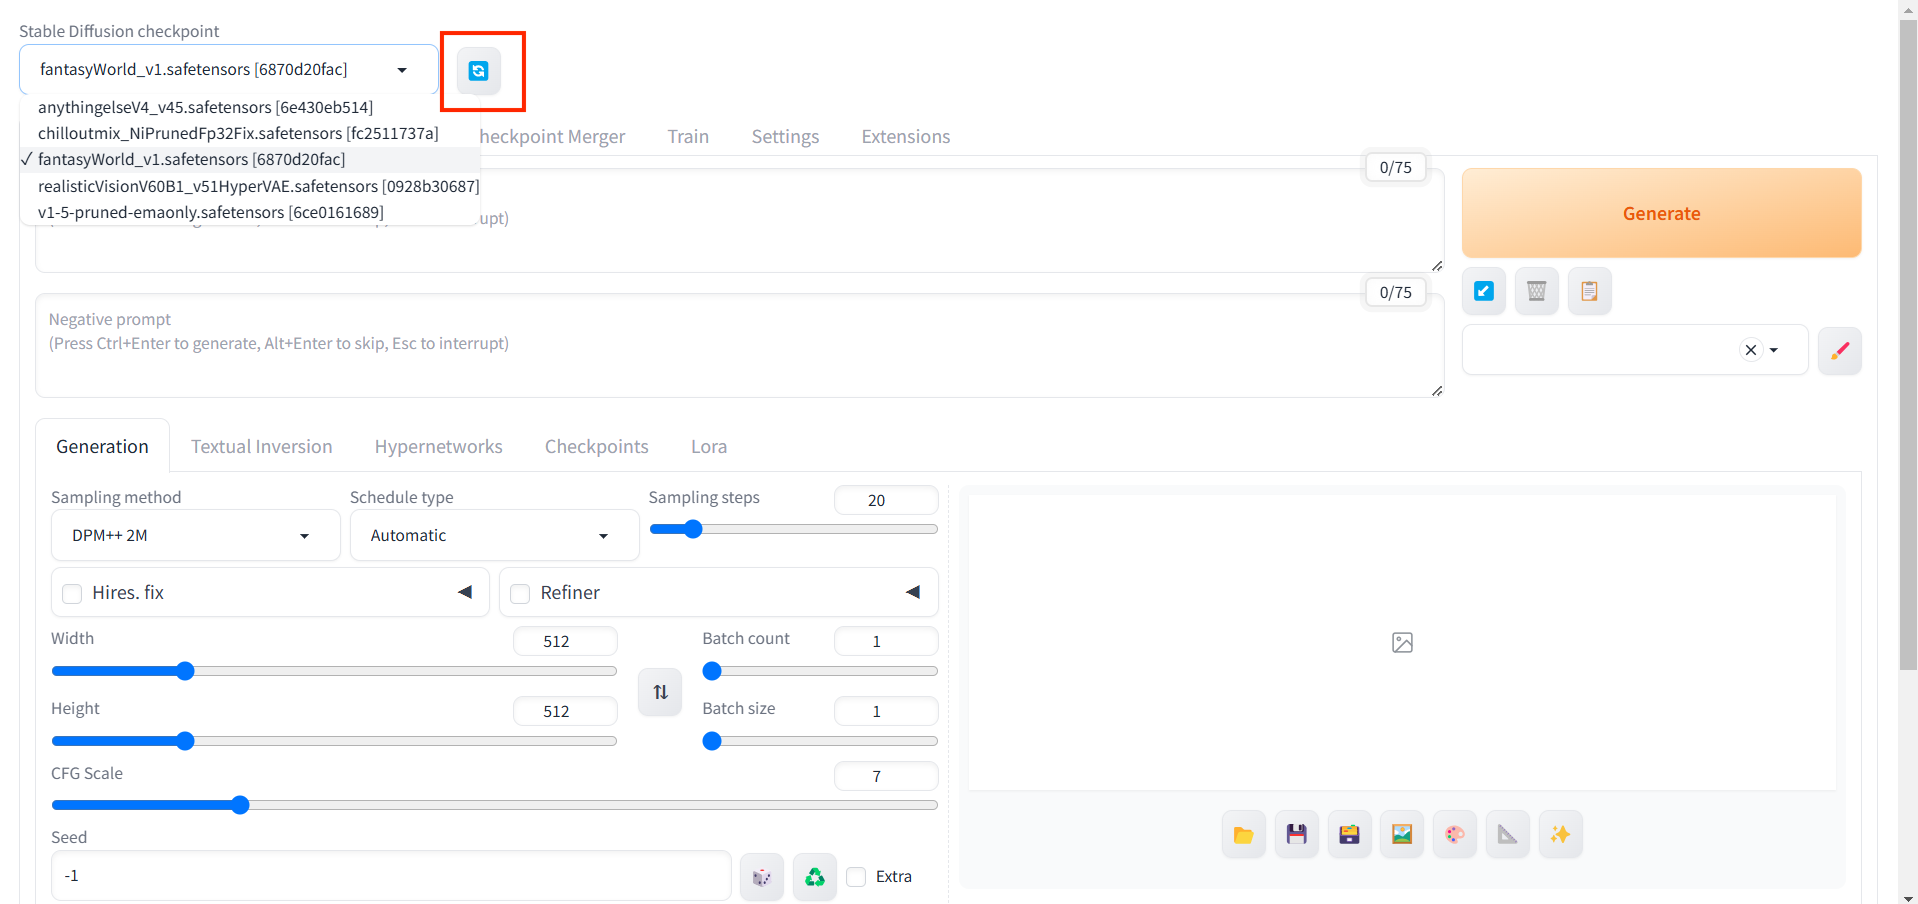 Stable Diffusion checkpoint
fantasyWorld_v1.safetensors [6870d20fac]
anythingelseV4_v45.safetensors [6e430eb514]
chilloutmix_NiPrunedFp32Fix.safetensors [fc2511737a]
✓ fantasyWorld_v1.safetensors [6870d20fac]
realisticVisionV60B1_v51HyperVAE.safetensors [0928b30687]
v1-5-pruned-emaonly.safetensors [6ce0161689]
heckpoint Merger Train Settings Extensions
0/75
upt)
Generate
0/75
Negative prompt
(Press Ctrl+Enter to generate, Alt+Enter to skip, Esc to interrupt)
Generation Textual Inversion Hypernetworks Checkpoints Lora
Sampling method Schedule type Sampling steps 20
DPM++ 2M Automatic
Hires. fix Refiner
Width 512 Batch count 1
Height 512 Batch size 1
CFG Scale 7
Seed
-1 Extra